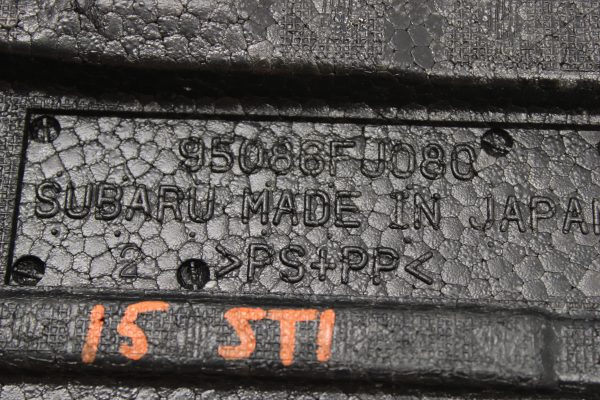 95086FJ080
SUBARU MADE IN JAPAN
2 >PS+PP<
15 STI